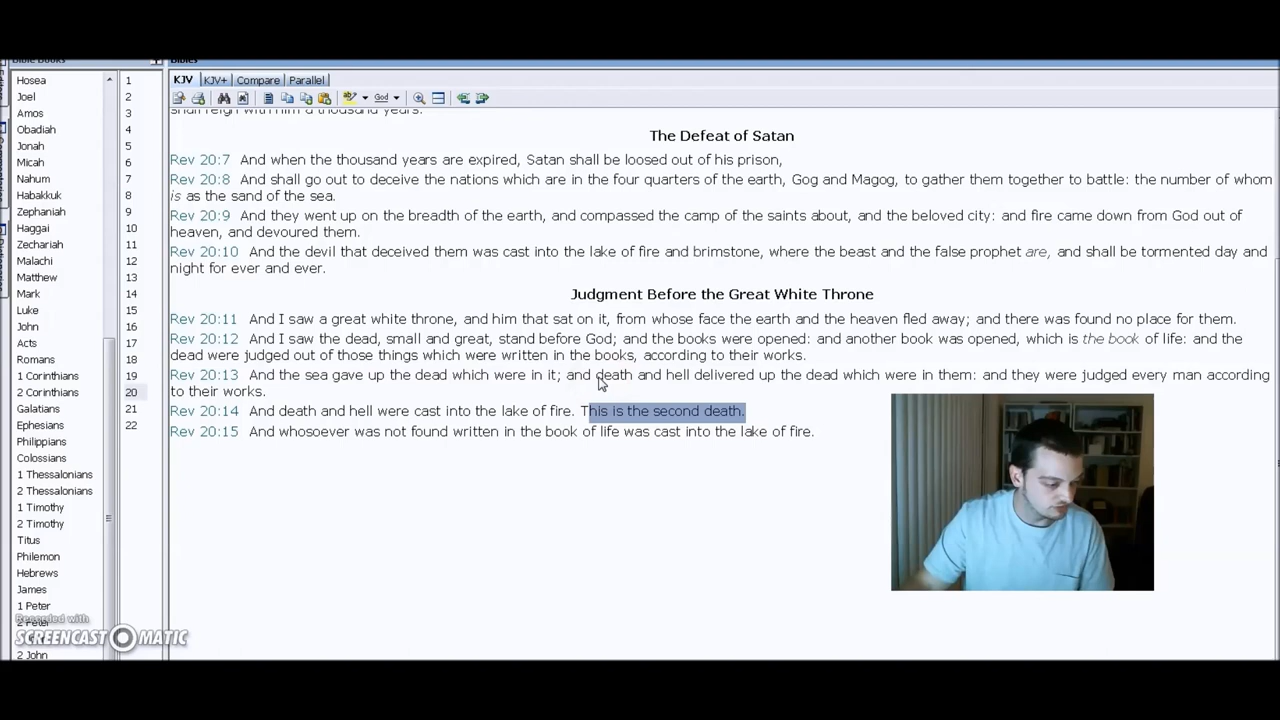 Bible Books
Bibles
Hosea
Joel
Amos
Obadiah
Jonah
Micah
Nahum
Habakkuk
Zephaniah
Haggai
Zechariah
Malachi
Matthew
Mark
Luke
John
Acts
Romans
1 Corinthians
2 Corinthians
Galatians
Ephesians
Philippians
Colossians
1 Thessalonians
2 Thessalonians
1 Timothy
2 Timothy
Titus
Philemon
Hebrews
James
1 Peter
2 Peter
2 John
1
2
3
4
5
6
7
8
9
10
11
12
13
14
15
16
17
18
19
20
21
22
KJV KJV+ Compare Parallel
God
shall reign with him a thousand years.
The Defeat of Satan
Rev 20:7 And when the thousand years are expired, Satan shall be loosed out of his prison,
Rev 20:8 And shall go out to deceive the nations which are in the four quarters of the earth, Gog and Magog, to gather them together to battle: the number of whom
is as the sand of the sea.
Rev 20:9 And they went up on the breadth of the earth, and compassed the camp of the saints about, and the beloved city: and fire came down from God out of
heaven, and devoured them.
Rev 20:10 And the devil that deceived them was cast into the lake of fire and brimstone, where the beast and the false prophet are, and shall be tormented day and
night for ever and ever.
Judgment Before the Great White Throne
Rev 20:11 And I saw a great white throne, and him that sat on it, from whose face the earth and the heaven fled away; and there was found no place for them.
Rev 20:12 And I saw the dead, small and great, stand before God; and the books were opened: and another book was opened, which is the book of life: and the
dead were judged out of those things which were written in the books, according to their works.
Rev 20:13 And the sea gave up the dead which were in it; and death and hell delivered up the dead which were in them: and they were judged every man according
to their works.
Rev 20:14 And death and hell were cast into the lake of fire. This is the second death.
Rev 20:15 And whosoever was not found written in the book of life was cast into the lake of fire.
Recorded with
SCREENCAST MATIC